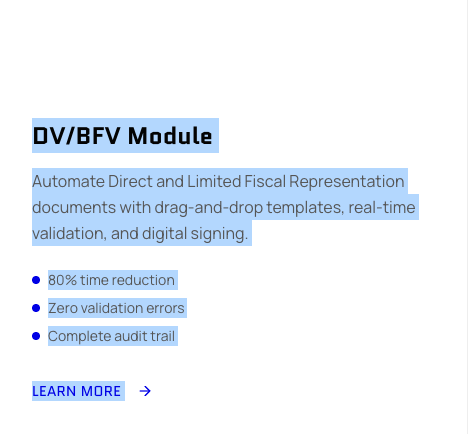 DV/BFV Module
Automate Direct and Limited Fiscal Representation
documents with drag-and-drop templates, real-time
validation, and digital signing.
80% time reduction
Zero validation errors
Complete audit trail
LEARN MORE →